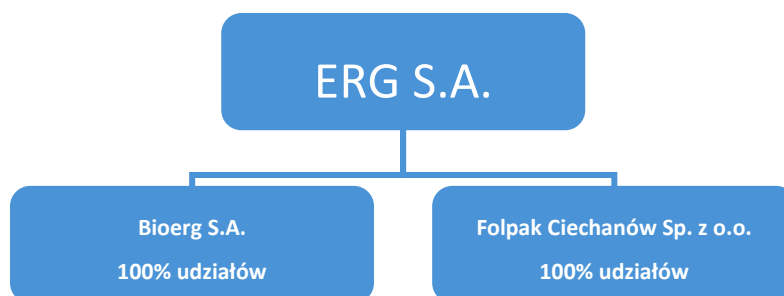 ERG S.A.
Bioerg S.A.
100% udziałów
Folpak Ciechanów Sp. z o.o.
100% udziałów